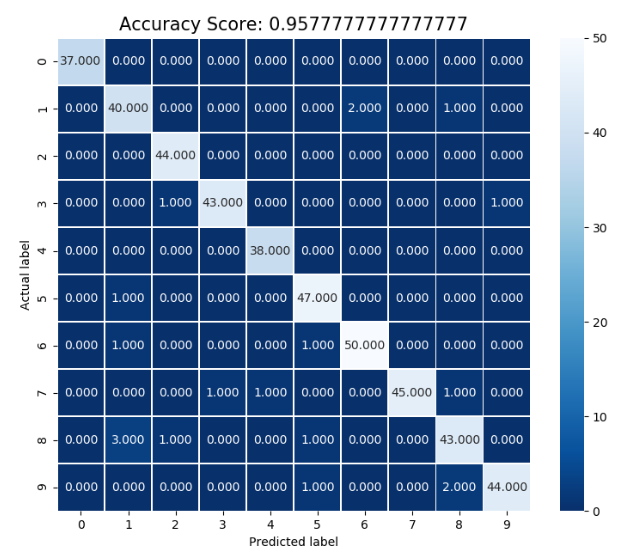 Accuracy Score: 0.9577777777777777
0 37.000 0.000 0.000 0.000 0.000 0.000 0.000 0.000 0.000 0.000
1 0.000 40.000 0.000 0.000 0.000 0.000 2.000 0.000 1.000 0.000
2 0.000 0.000 44.000 0.000 0.000 0.000 0.000 0.000 0.000 0.000
3 0.000 0.000 1.000 43.000 0.000 0.000 0.000 0.000 0.000 1.000
4 0.000 0.000 0.000 0.000 38.000 0.000 0.000 0.000 0.000 0.000
5 0.000 1.000 0.000 0.000 0.000 47.000 0.000 0.000 0.000 0.000
6 0.000 1.000 0.000 0.000 0.000 1.000 50.000 0.000 0.000 0.000
7 0.000 0.000 0.000 1.000 1.000 0.000 0.000 45.000 1.000 0.000
8 0.000 3.000 1.000 0.000 0.000 1.000 0.000 0.000 43.000 0.000
9 0.000 0.000 0.000 0.000 0.000 1.000 0.000 0.000 2.000 44.000
0 1 2 3 4 5 6 7 8 9
Predicted label
Actual label
50
40
30
20
10
0